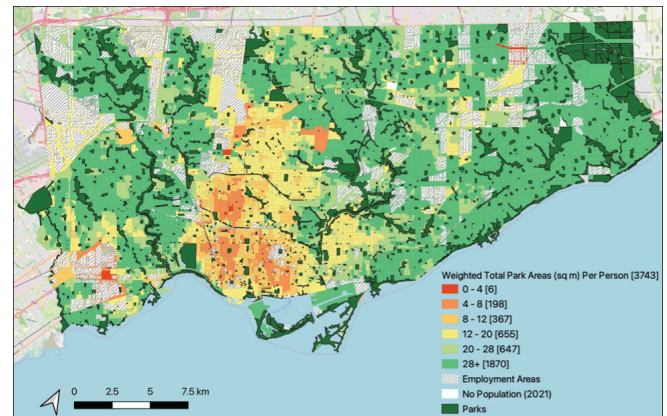 Weighted Total Park Areas (sq m) Per Person [3743]
0 - 4 [6]
4 - 8 [198]
8 - 12 [367]
12 - 20 [655]
20 - 28 [647]
28+ [1870]
Employment Areas
No Population (2021)
Parks
0 2.5 5 7.5 km